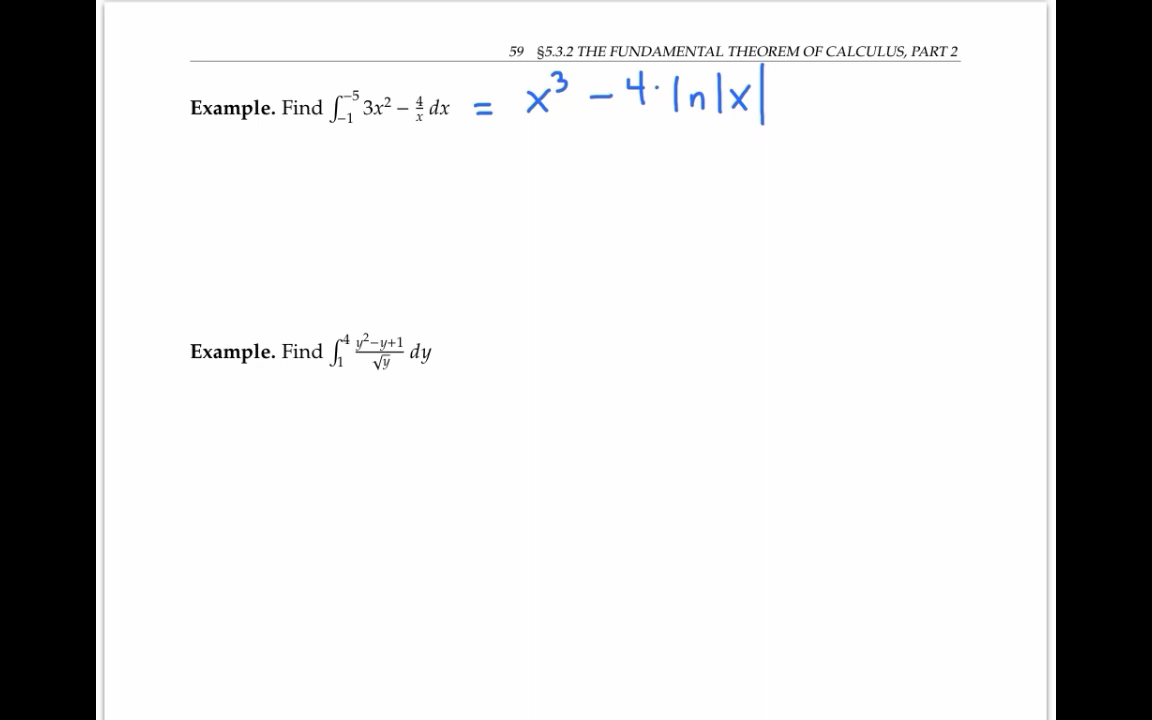 59 §5.3.2 THE FUNDAMENTAL THEOREM OF CALCULUS, PART 2
Example. Find ∫_{-1}^{-5} 3x² − 4/x dx = x³ − 4 · ln|x|
Example. Find ∫_1^4 (y²−y+1)/√y dy